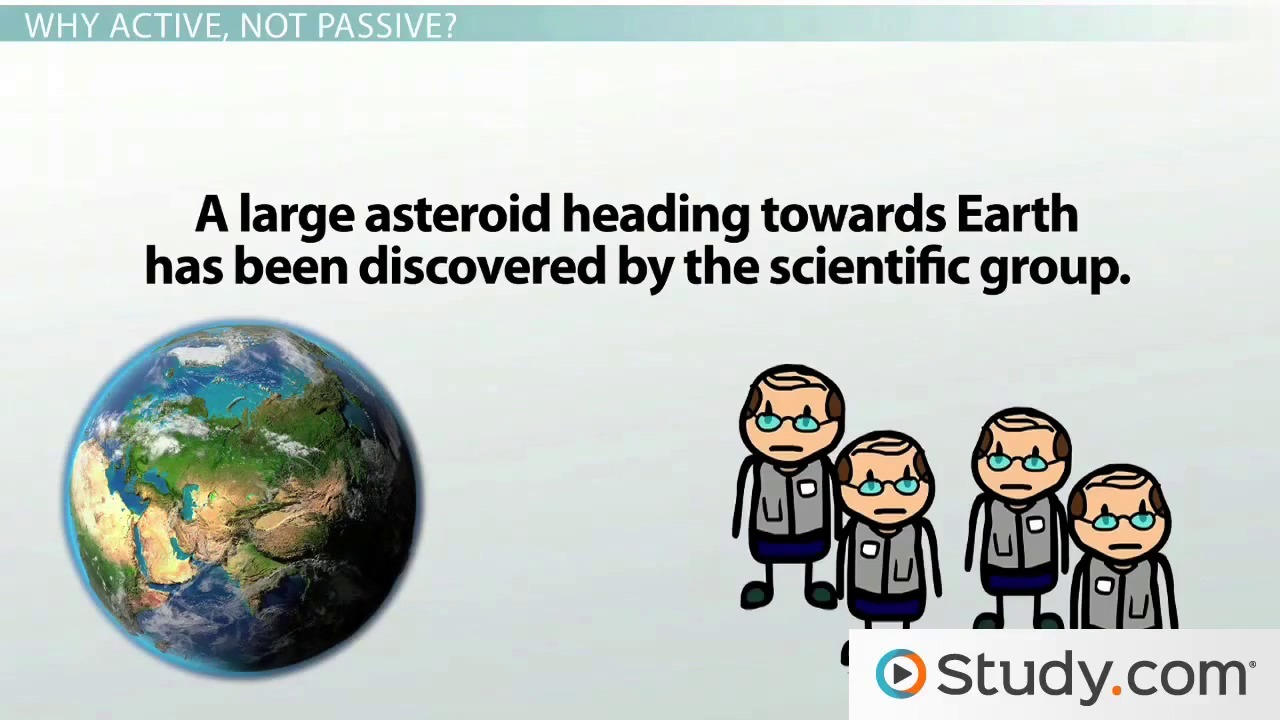 WHY ACTIVE, NOT PASSIVE?
A large asteroid heading towards Earth
has been discovered by the scientific group.
Study.com®